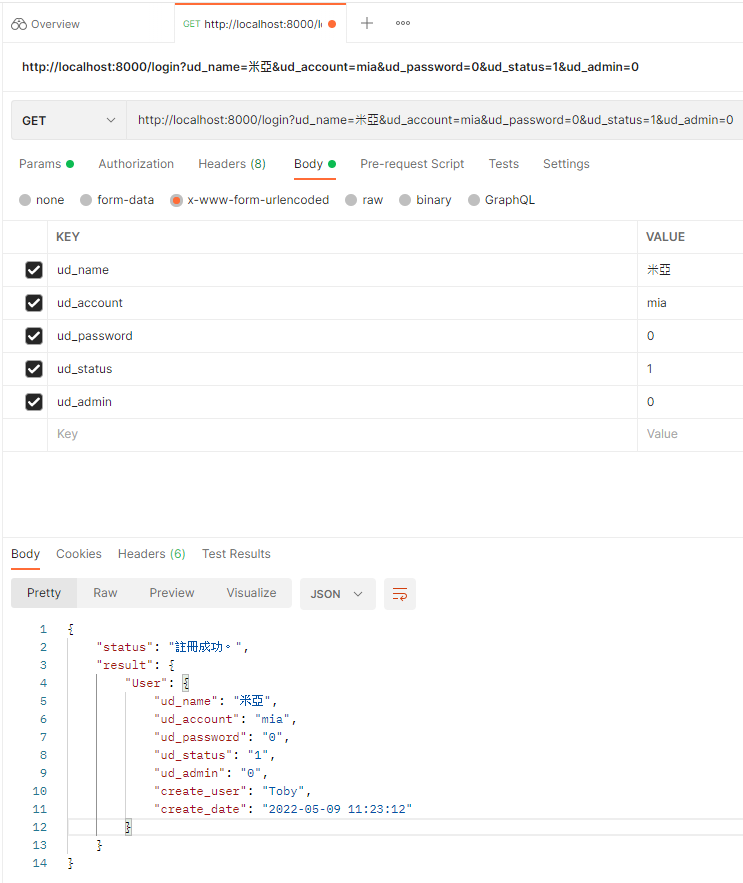 Overview
GET http://localhost:8000/l
http://localhost:8000/login?ud_name=米亞&ud_account=mia&ud_password=0&ud_status=1&ud_admin=0
GET http://localhost:8000/login?ud_name=米亞&ud_account=mia&ud_password=0&ud_status=1&ud_admin=0
Params Authorization Headers (8) Body Pre-request Script Tests Settings
none form-data x-www-form-urlencoded raw binary GraphQL
KEY VALUE
ud_name 米亞
ud_account mia
ud_password 0
ud_status 1
ud_admin 0
Key Value
Body Cookies Headers (6) Test Results
Pretty Raw Preview Visualize JSON
1 {
2 "status": "註冊成功。",
3 "result": {
4 "User": {
5 "ud_name": "米亞",
6 "ud_account": "mia",
7 "ud_password": "0",
8 "ud_status": "1",
9 "ud_admin": "0",
10 "create_user": "Toby",
11 "create_date": "2022-05-09 11:23:12"
12 }
13 }
14 }